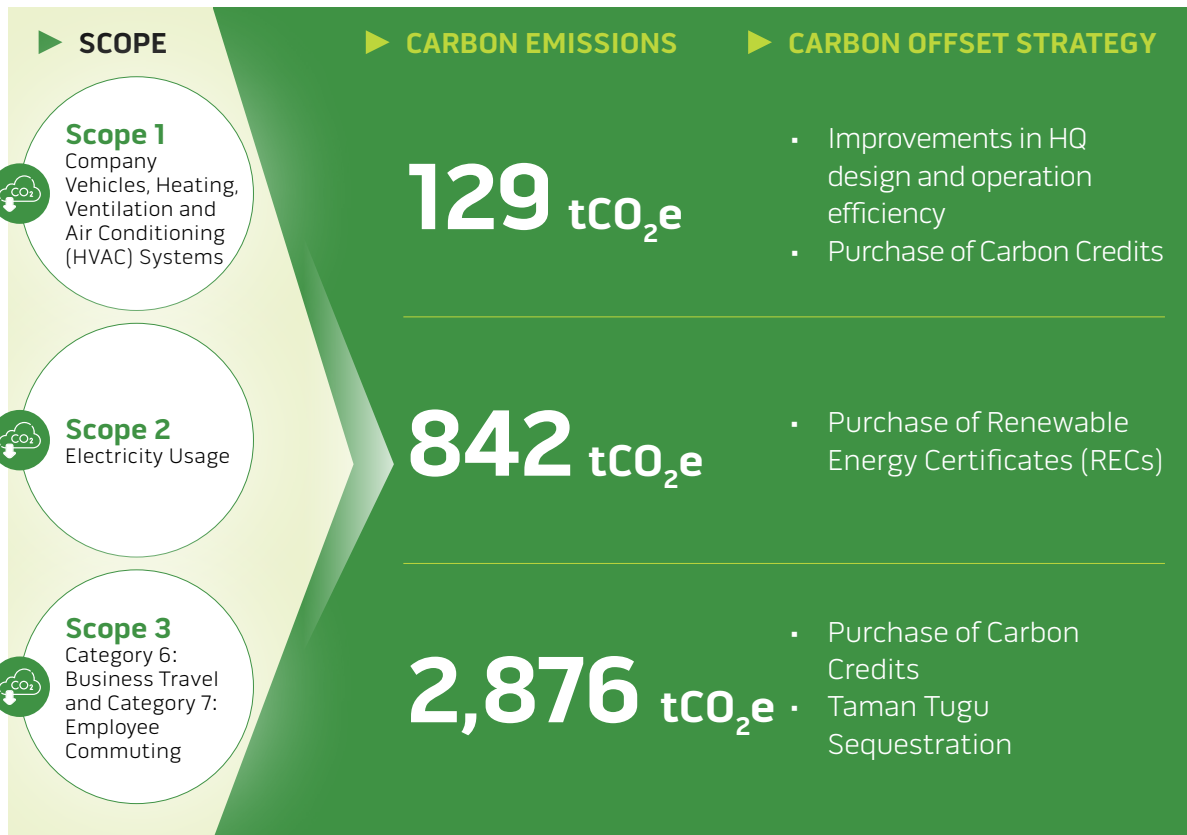 SCOPE
CARBON EMISSIONS
CARBON OFFSET STRATEGY
Scope 1
Company
Vehicles, Heating,
Ventilation and
Air Conditioning
(HVAC) Systems
CO₂
129 tCO₂e
▪ Improvements in HQ
design and operation
efficiency
▪ Purchase of Carbon Credits
Scope 2
Electricity Usage
CO₂
842 tCO₂e
▪ Purchase of Renewable
Energy Certificates (RECs)
Scope 3
Category 6:
Business Travel
and Category 7:
Employee
Commuting
CO₂
2,876 tCO₂e
▪ Purchase of Carbon
Credits
▪ Taman Tugu
Sequestration